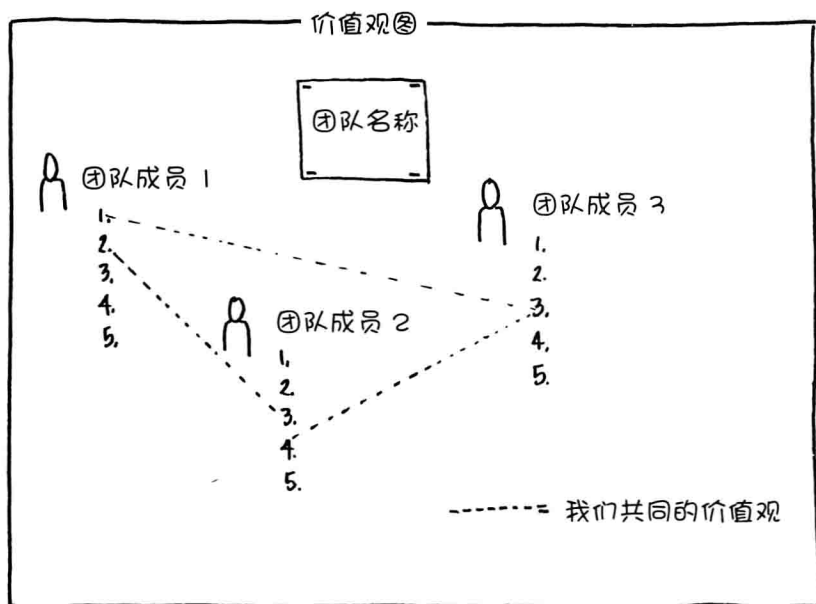 价值观图
团队名称
团队成员 1
1.
2.
3.
4.
5.
团队成员 2
1.
2.
3.
4.
5.
团队成员 3
1.
2.
3.
4.
5.
我们共同的价值观